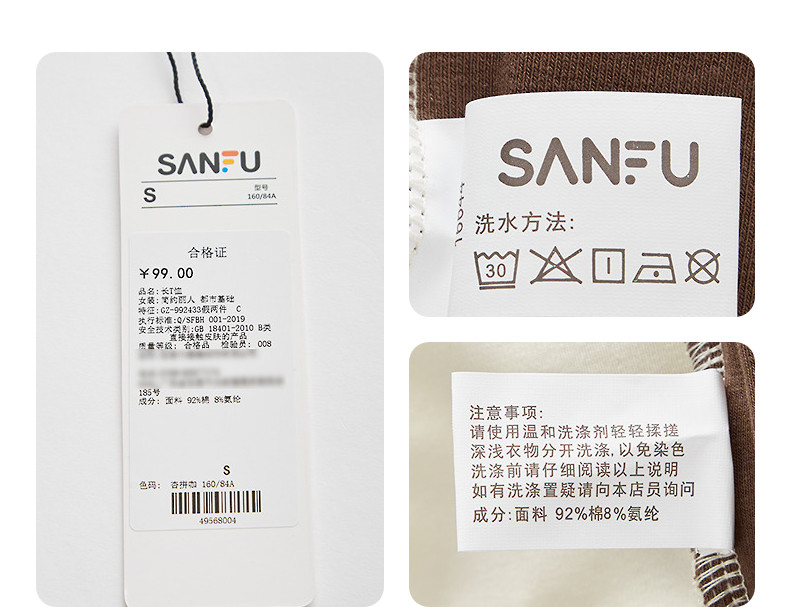 SANFU
S
型号
160/84A
合格证
￥99.00
品名:长T恤
女装:简约丽人 都市基础
特征:GZ-992433假两件 C
执行标准:Q/SFBH 001-2019
安全技术类别:GB 18401-2010 B类
直接接触皮肤的产品
质量等级: 合格品 检验员: 008
185号
成分: 面料 92%棉 8%氨纶
S
色码: 杏拼咖 160/84A
49568004
SANFU
洗水方法:
30
注意事项:
请使用温和洗涤剂轻轻揉搓
深浅衣物分开洗涤,以免染色
洗涤前请仔细阅读以上说明
如有洗涤置疑请向本店员询问
成分:面料 92%棉8%氨纶